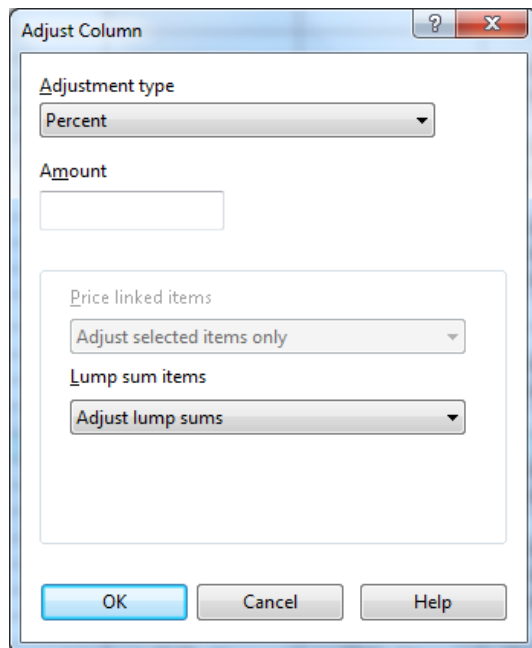 Adjust Column
?
X
Adjustment type
Percent
Amount
Price linked items
Adjust selected items only
Lump sum items
Adjust lump sums
OK Cancel Help